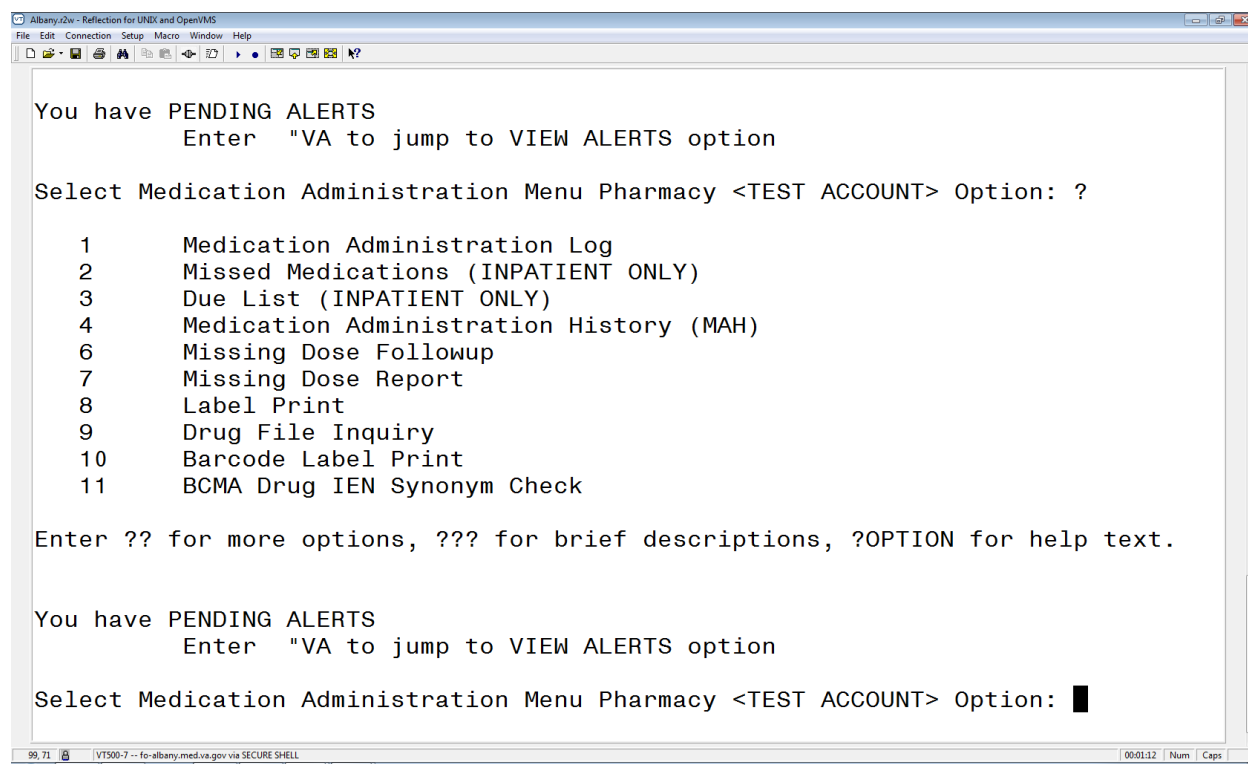 Albany.r2w - Reflection for UNIX and OpenVMS
File Edit Connection Setup Macro Window Help
You have PENDING ALERTS
Enter "VA to jump to VIEW ALERTS option
Select Medication Administration Menu Pharmacy <TEST ACCOUNT> Option: ?
1 Medication Administration Log
2 Missed Medications (INPATIENT ONLY)
3 Due List (INPATIENT ONLY)
4 Medication Administration History (MAH)
6 Missing Dose Followup
7 Missing Dose Report
8 Label Print
9 Drug File Inquiry
10 Barcode Label Print
11 BCMA Drug IEN Synonym Check
Enter ?? for more options, ??? for brief descriptions, ?OPTION for help text.
You have PENDING ALERTS
Enter "VA to jump to VIEW ALERTS option
Select Medication Administration Menu Pharmacy <TEST ACCOUNT> Option:
99, 71 VT500-7 -- fo-albany.med.va.gov via SECURE SHELL 00:01:12 Num Caps